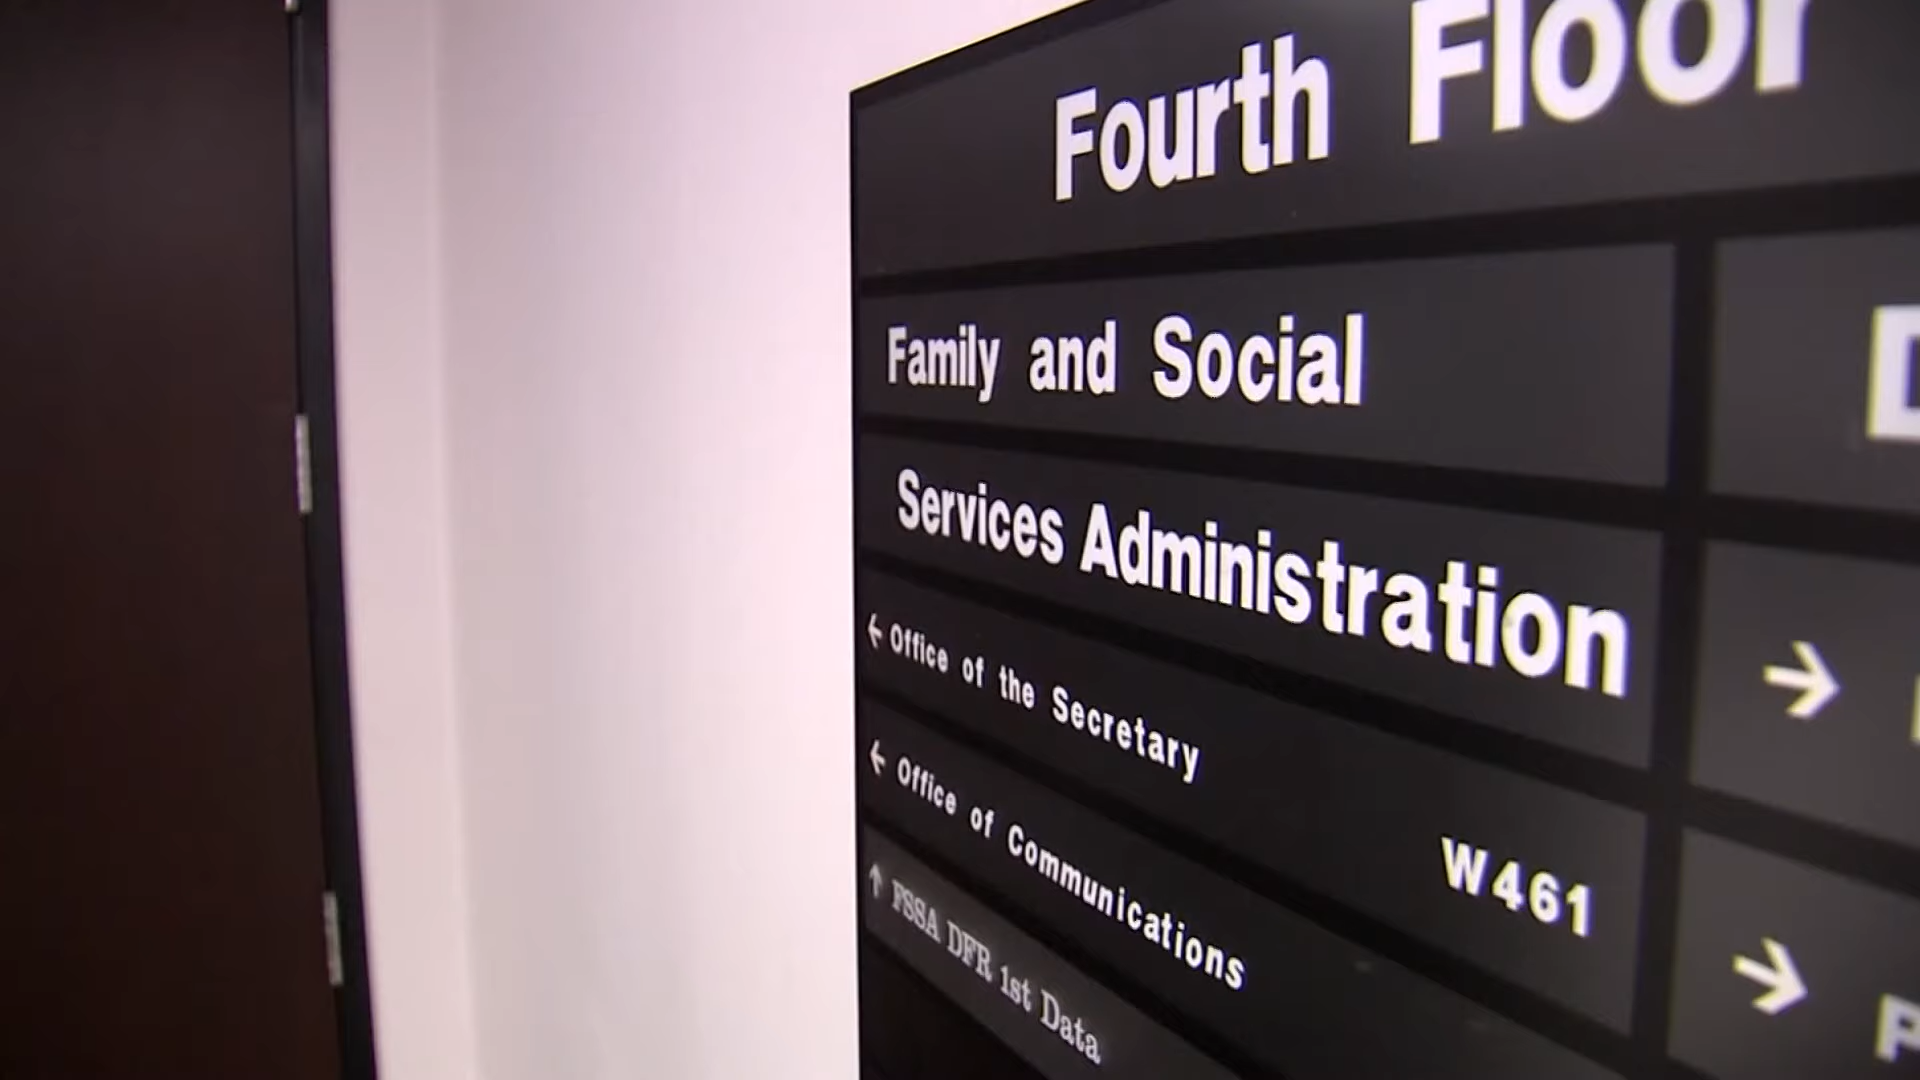 Fourth Floor
Family and Social
Services Administration
← Office of the Secretary
W461
← Office of Communications
↑ FSSA DFR 1st Data
→
→